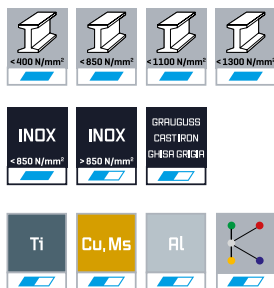 <400 N/mm² <850 N/mm² <1100 N/mm² <1300 N/mm²
INOX INOX GRAUGUSS
CAST IRON
<850 N/mm² >850 N/mm² GHISA GRIGIA
Ti Cu, Ms Al